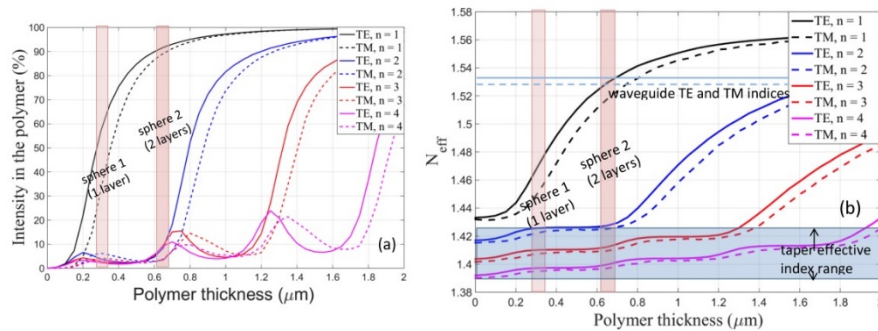 100
90
80
70
60
50
40
30
20
10
0
Intensity in the polymer (%)
0 0.2 0.4 0.6 0.8 1 1.2 1.4 1.6 1.8 2
Polymer thickness (μm)
sphere 1
(1 layer)
sphere 2
(2 layers)
TE, n = 1
TM, n = 1
TE, n = 2
TM, n = 2
TE, n = 3
TM, n = 3
TE, n = 4
TM, n = 4
(a)
1.58
1.56
1.54
1.52
1.5
1.48
1.46
1.44
1.42
1.4
1.38
N_eff
0 0.2 0.4 0.6 0.8 1 1.2 1.4 1.6 1.8 2
Polymer thickness (μm)
waveguide TE and TM indices
sphere 1
(1 layer)
sphere 2
(2 layers)
TE, n = 1
TM, n = 1
TE, n = 2
TM, n = 2
TE, n = 3
TM, n = 3
TE, n = 4
TM, n = 4
(b)
taper effective
index range